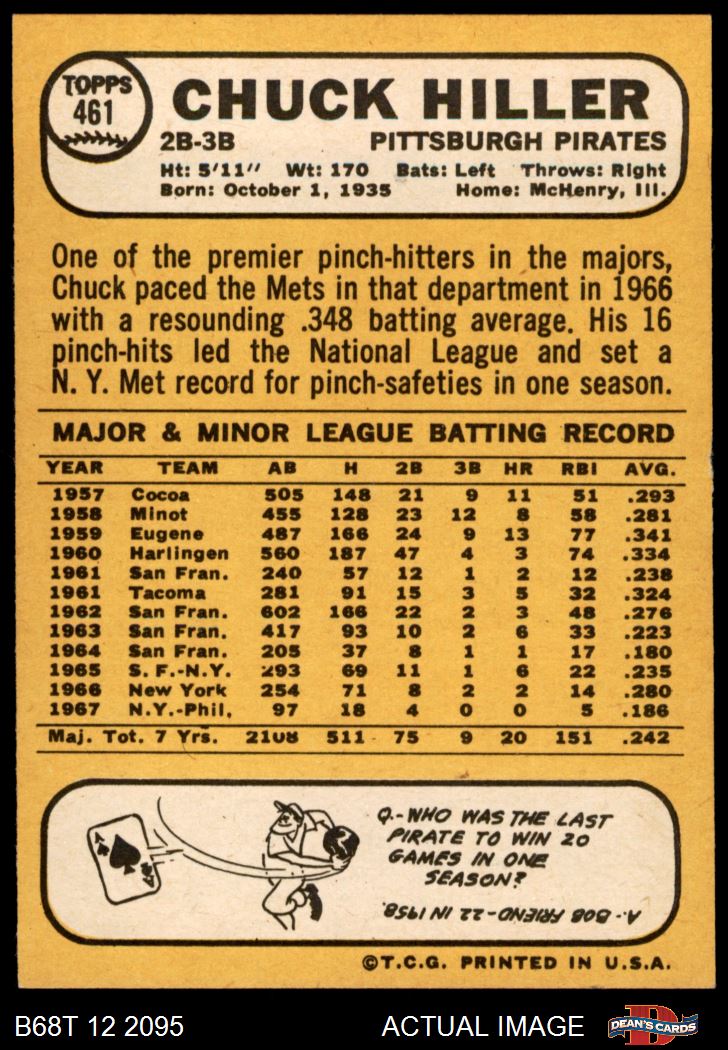 TOPPS
461
CHUCK HILLER
2B-3B PITTSBURGH PIRATES
Ht: 5'11" Wt: 170 Bats: Left Throws: Right
Born: October 1, 1935 Home: McHenry, Ill.
One of the premier pinch-hitters in the majors,
Chuck paced the Mets in that department in 1966
with a resounding .348 batting average. His 16
pinch-hits led the National League and set a
N. Y. Met record for pinch-safeties in one season.
MAJOR & MINOR LEAGUE BATTING RECORD
YEAR TEAM AB H 2B 3B HR RBI AVG.
1957 Cocoa 505 148 21 9 11 51 .293
1958 Minot 455 128 23 12 8 58 .281
1959 Eugene 487 166 24 9 13 77 .341
1960 Harlingen 560 187 47 4 3 74 .334
1961 San Fran. 240 57 12 1 2 12 .238
1961 Tacoma 281 91 15 3 5 32 .324
1962 San Fran. 602 166 22 2 3 48 .276
1963 San Fran. 417 93 10 2 6 33 .223
1964 San Fran. 205 37 8 1 1 17 .180
1965 S. F.-N.Y. 293 69 11 1 6 22 .235
1966 New York 254 71 8 2 2 14 .280
1967 N.Y.-Phil. 97 18 4 0 0 5 .186
Maj. Tot. 7 Yrs. 2108 511 75 9 20 151 .242
A
Q.-WHO WAS THE LAST
PIRATE TO WIN 20
GAMES IN ONE
SEASON?
A.-BOB FRIEND-22 IN 1958.
©T.C.G. PRINTED IN U.S.A.
B68T 12 2095 ACTUAL IMAGE DEAN'S CARDS